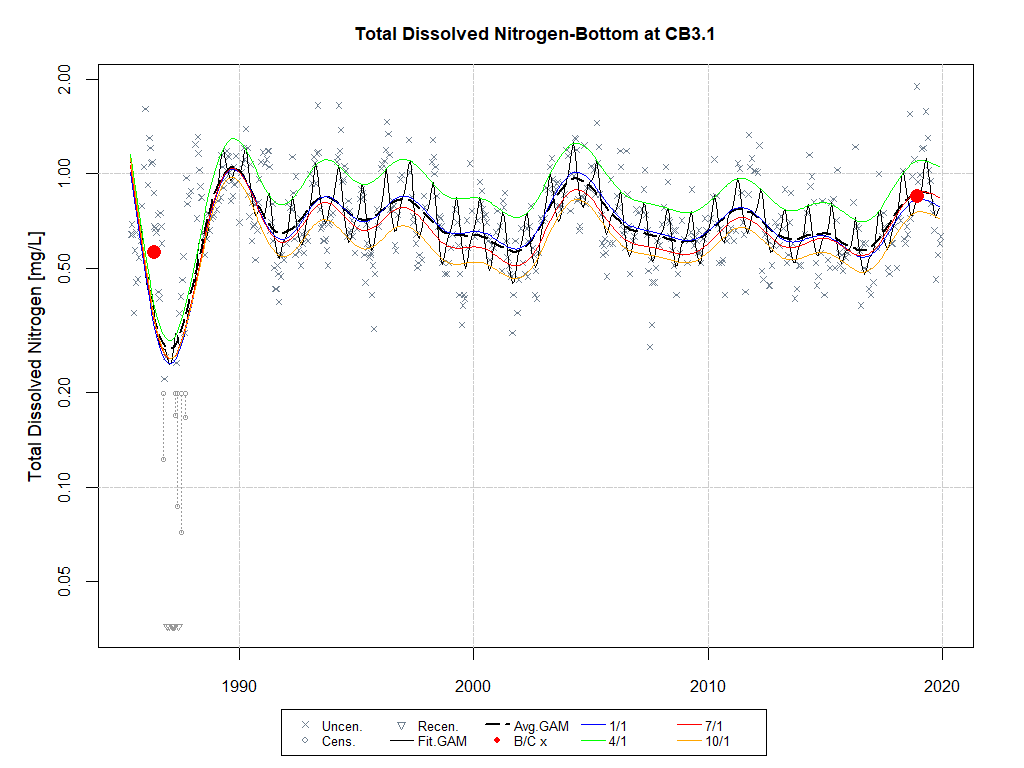 Total Dissolved Nitrogen-Bottom at CB3.1
Total Dissolved Nitrogen [mg/L]
2.00
1.00
0.50
0.20
0.10
0.05
1990 2000 2010 2020
Uncen. Recen. Avg.GAM 1/1 7/1
Cens. Fit.GAM B/C x 4/1 10/1